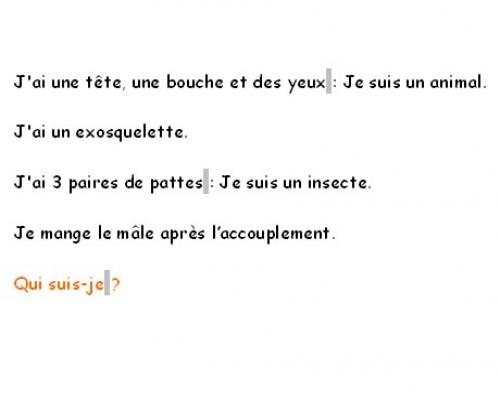 J'ai une tête, une bouche et des yeux : Je suis un animal.
J'ai un exosquelette.
J'ai 3 paires de pattes : Je suis un insecte.
Je mange le mâle après l’accouplement.
Qui suis-je ?